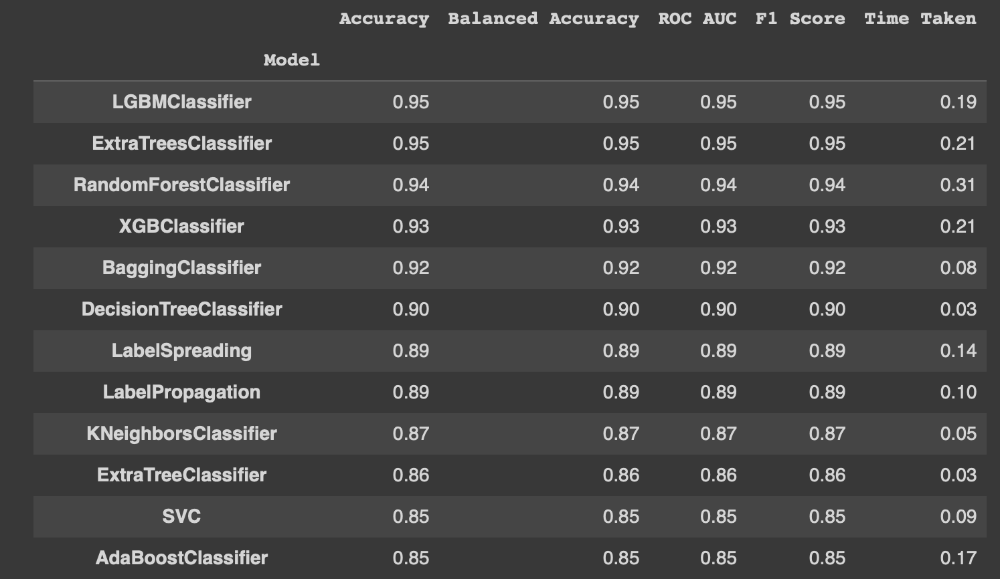 Accuracy Balanced Accuracy ROC AUC F1 Score Time Taken
Model
LGBMClassifier 0.95 0.95 0.95 0.95 0.19
ExtraTreesClassifier 0.95 0.95 0.95 0.95 0.21
RandomForestClassifier 0.94 0.94 0.94 0.94 0.31
XGBClassifier 0.93 0.93 0.93 0.93 0.21
BaggingClassifier 0.92 0.92 0.92 0.92 0.08
DecisionTreeClassifier 0.90 0.90 0.90 0.90 0.03
LabelSpreading 0.89 0.89 0.89 0.89 0.14
LabelPropagation 0.89 0.89 0.89 0.89 0.10
KNeighborsClassifier 0.87 0.87 0.87 0.87 0.05
ExtraTreeClassifier 0.86 0.86 0.86 0.86 0.03
SVC 0.85 0.85 0.85 0.85 0.09
AdaBoostClassifier 0.85 0.85 0.85 0.85 0.17